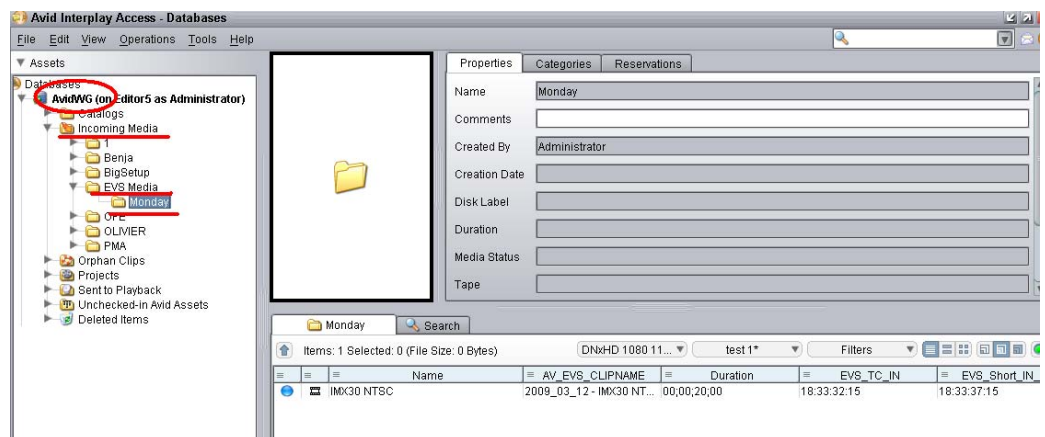 Avid Interplay Access - Databases
File Edit View Operations Tools Help
Assets
Databases
AvidWG (on Editor5 as Administrator)
Catalogs
Incoming Media
1
Benja
BigSetup
EVS Media
Monday
OPE
OLIVIER
PMA
Orphan Clips
Projects
Sent to Playback
Unchecked-in Avid Assets
Deleted Items
Properties Categories Reservations
Name Monday
Comments
Created By Administrator
Creation Date
Disk Label
Duration
Media Status
Tape
Monday Search
Items: 1 Selected: 0 (File Size: 0 Bytes) DNxHD 1080 11... test 1* Filters
Name AV_EVS_CLIPNAME Duration EVS_TC_IN EVS_Short_IN_
IMX30 NTSC 2009_03_12 - IMX30 NT... 00;00;20;00 18:33:32:15 18:33:37:15